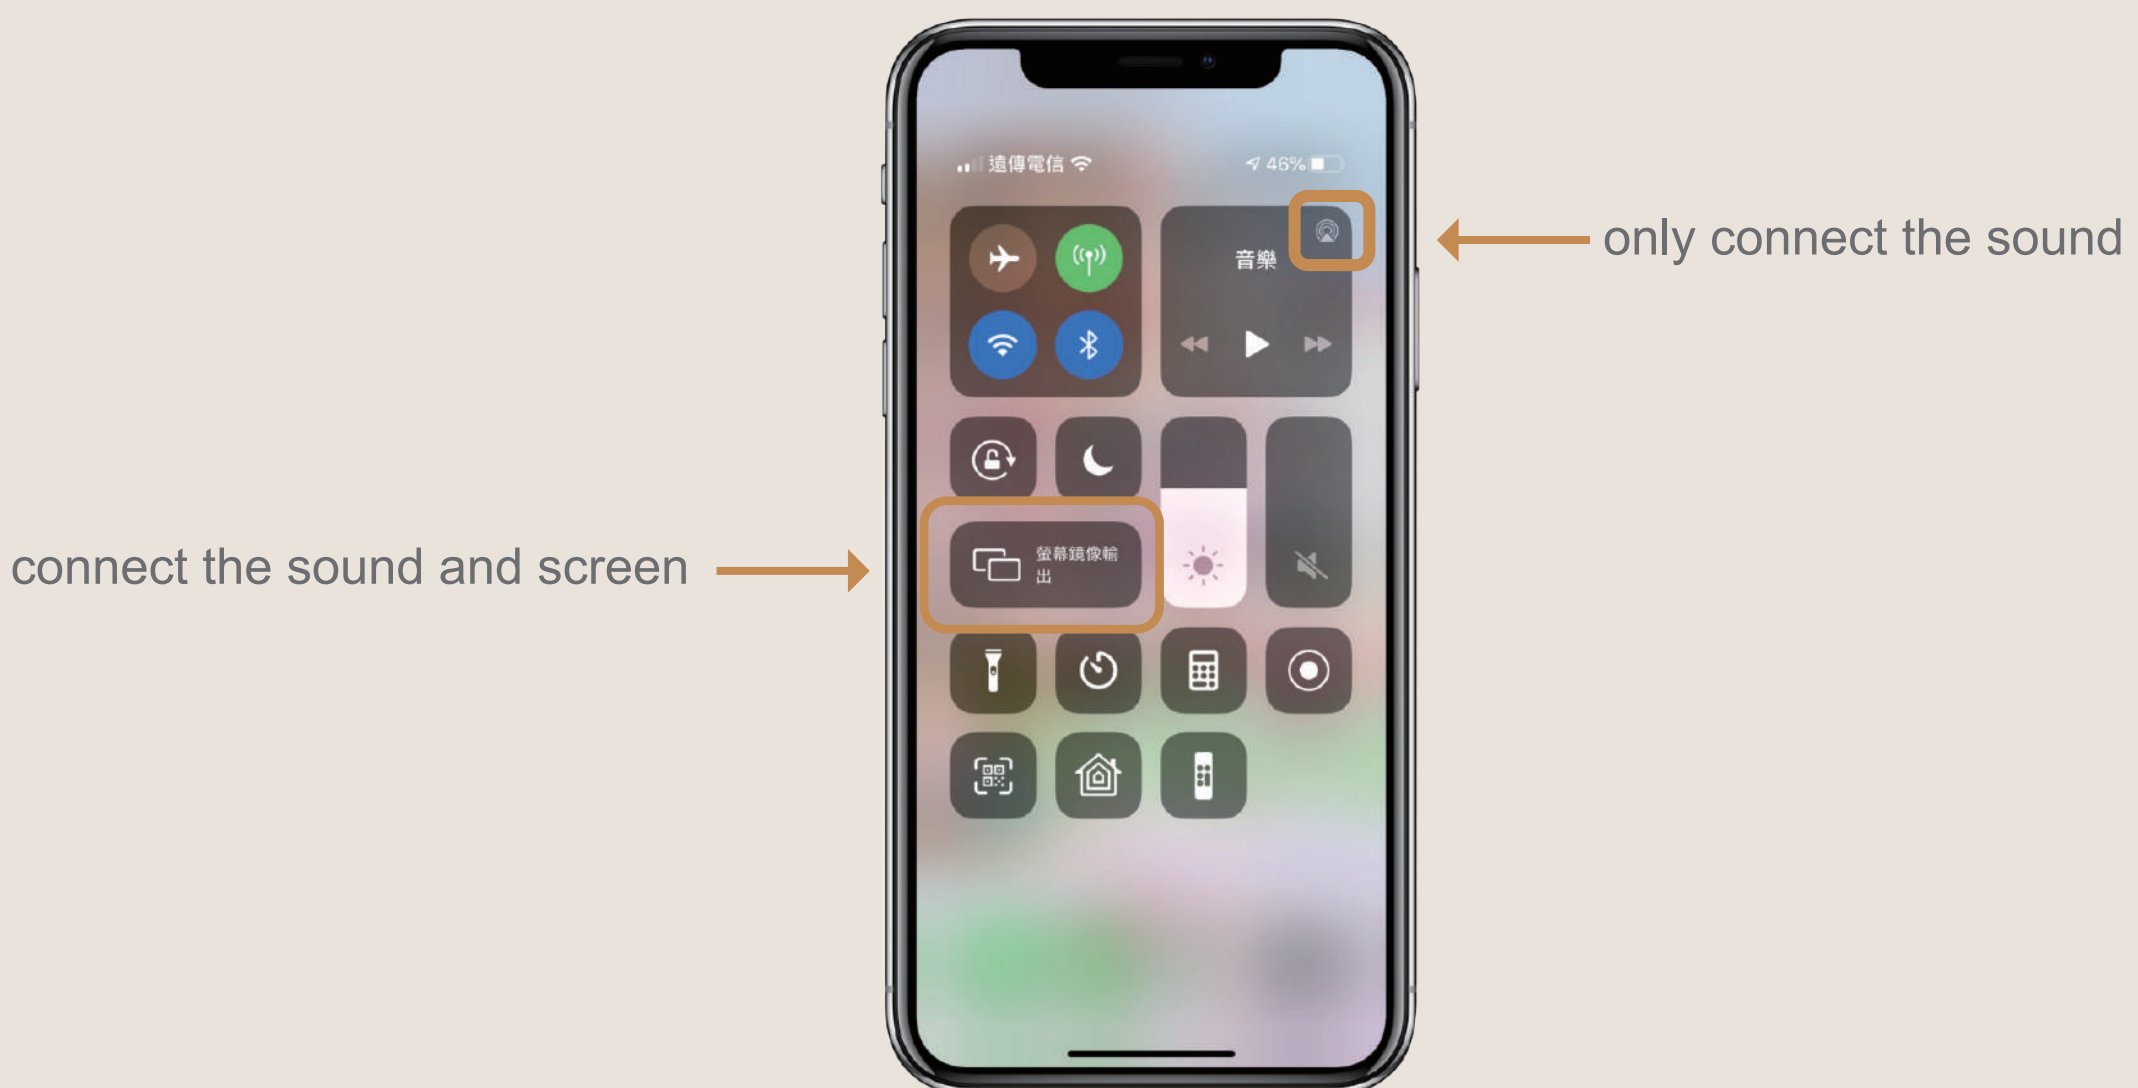 遠傳電信
46%
only connect the sound
音樂
connect the sound and screen
螢幕鏡像輸
出